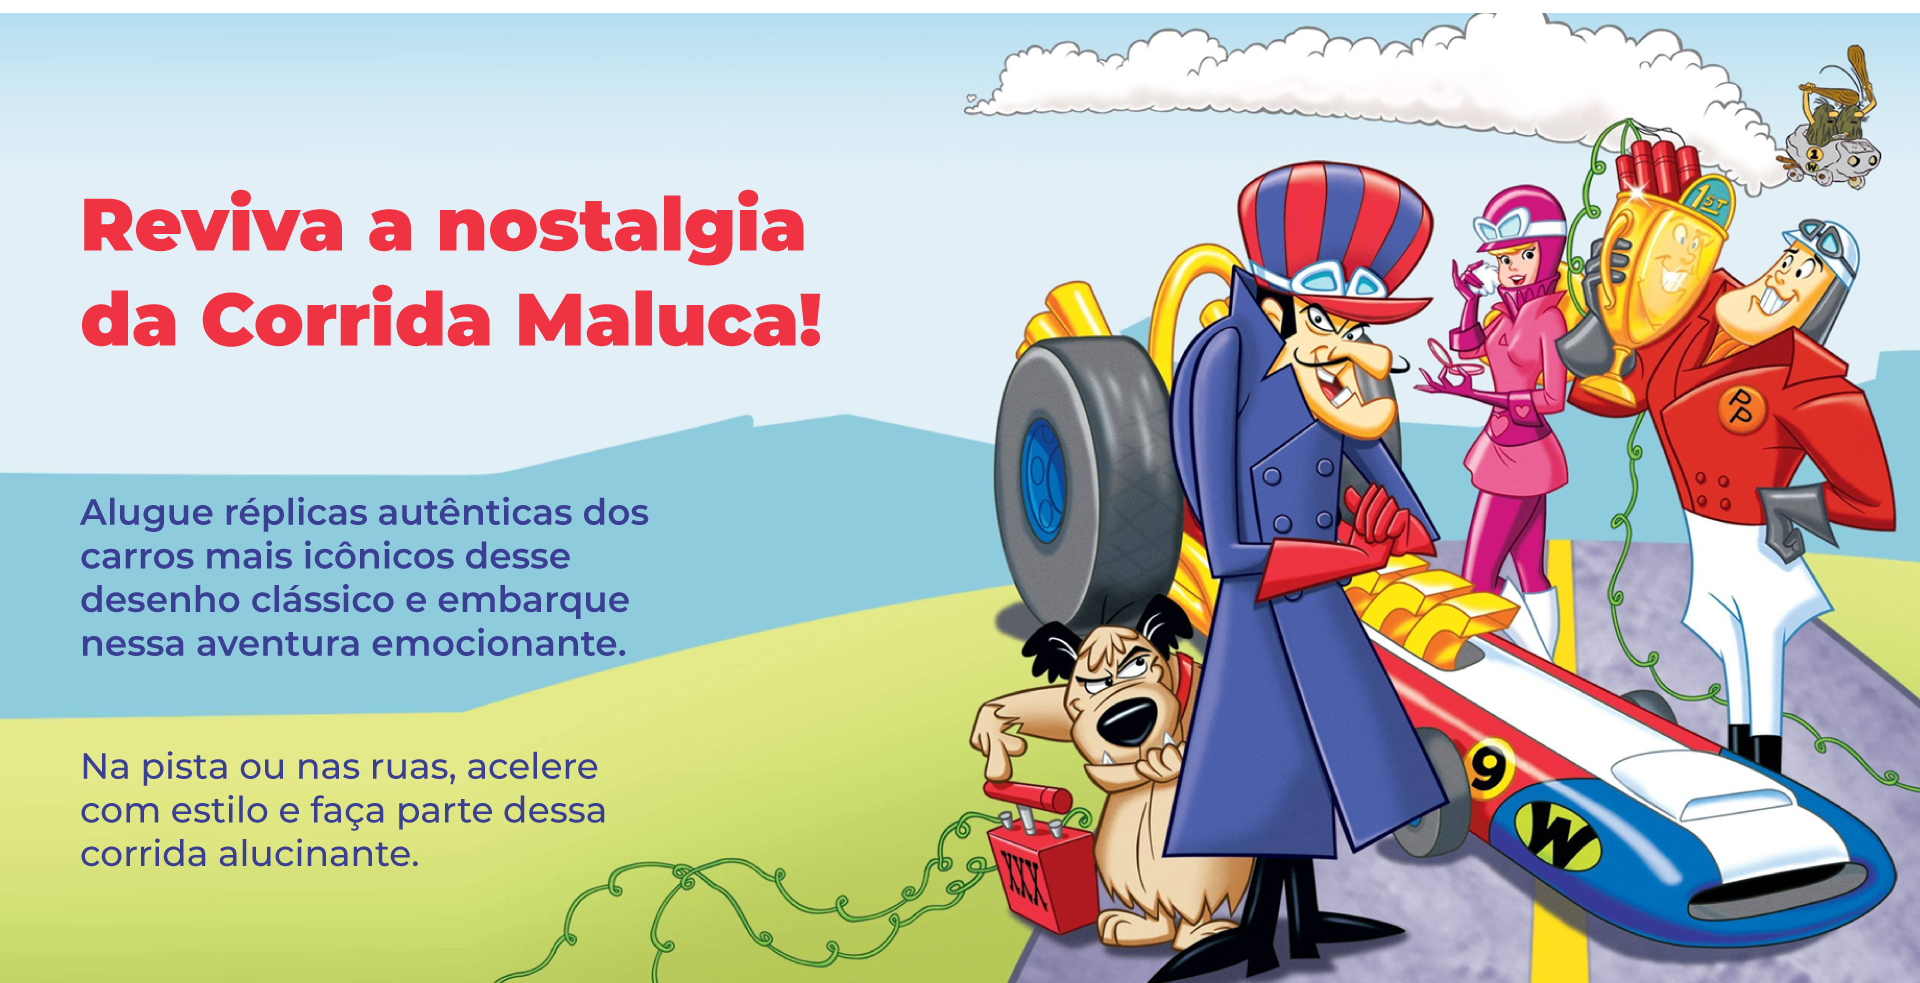 Reviva a nostalgia
da Corrida Maluca!
Alugue réplicas autênticas dos
carros mais icônicos desse
desenho clássico e embarque
nessa aventura emocionante.
Na pista ou nas ruas, acelere
com estilo e faça parte dessa
corrida alucinante.
1
W
1ST
PP
9
W
XXX